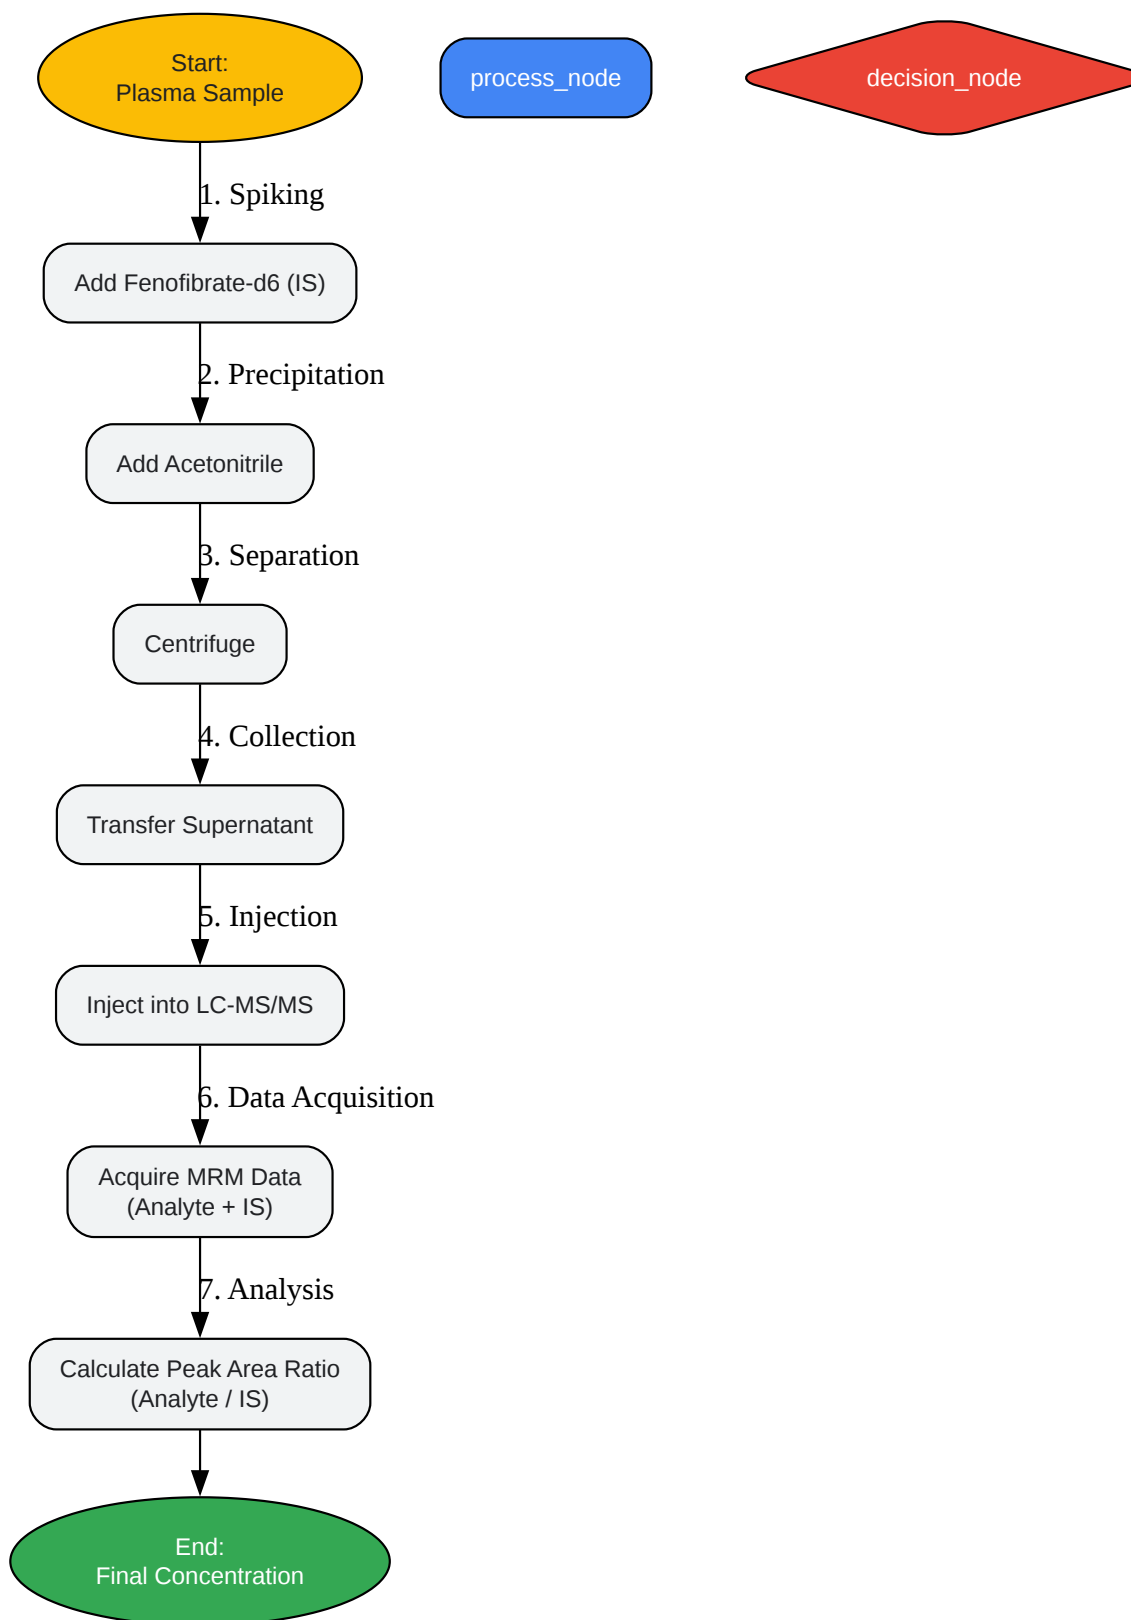 Start:
Plasma Sample
process_node
decision_node
1. Spiking
Add Fenofibrate-d6 (IS)
2. Precipitation
Add Acetonitrile
3. Separation
Centrifuge
4. Collection
Transfer Supernatant
5. Injection
Inject into LC-MS/MS
6. Data Acquisition
Acquire MRM Data
(Analyte + IS)
7. Analysis
Calculate Peak Area Ratio
(Analyte / IS)
End:
Final Concentration